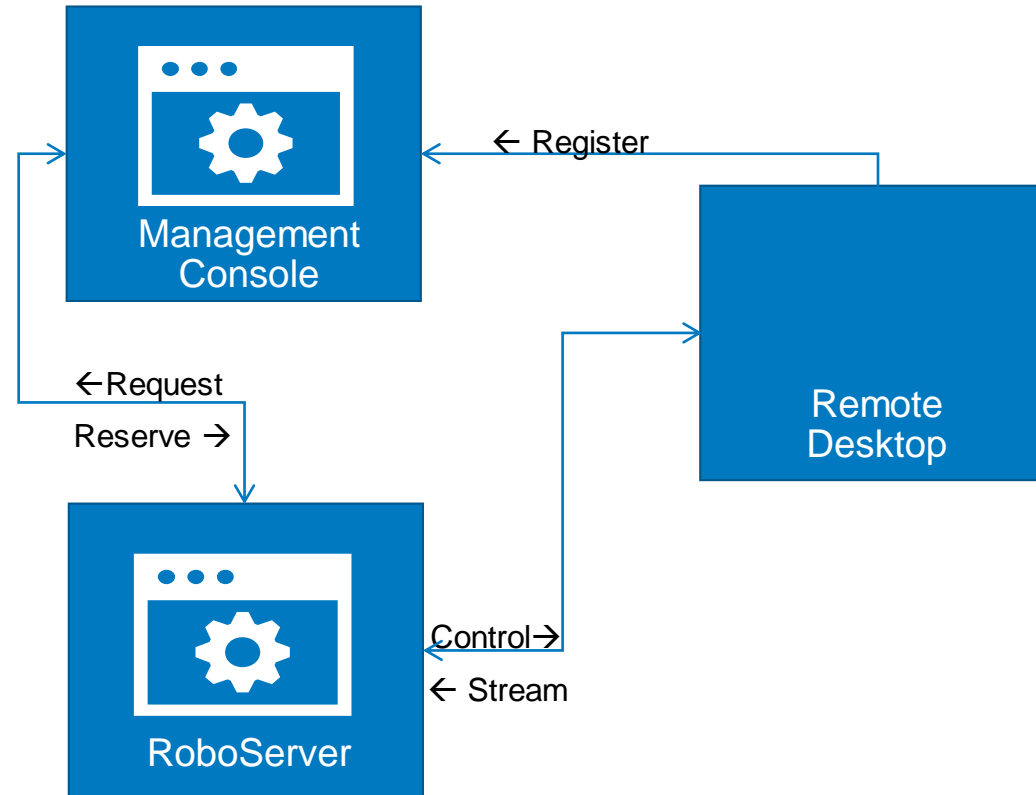 ← Register
Management
Console
←Request
Reserve →
Remote
Desktop
Control→
← Stream
RoboServer